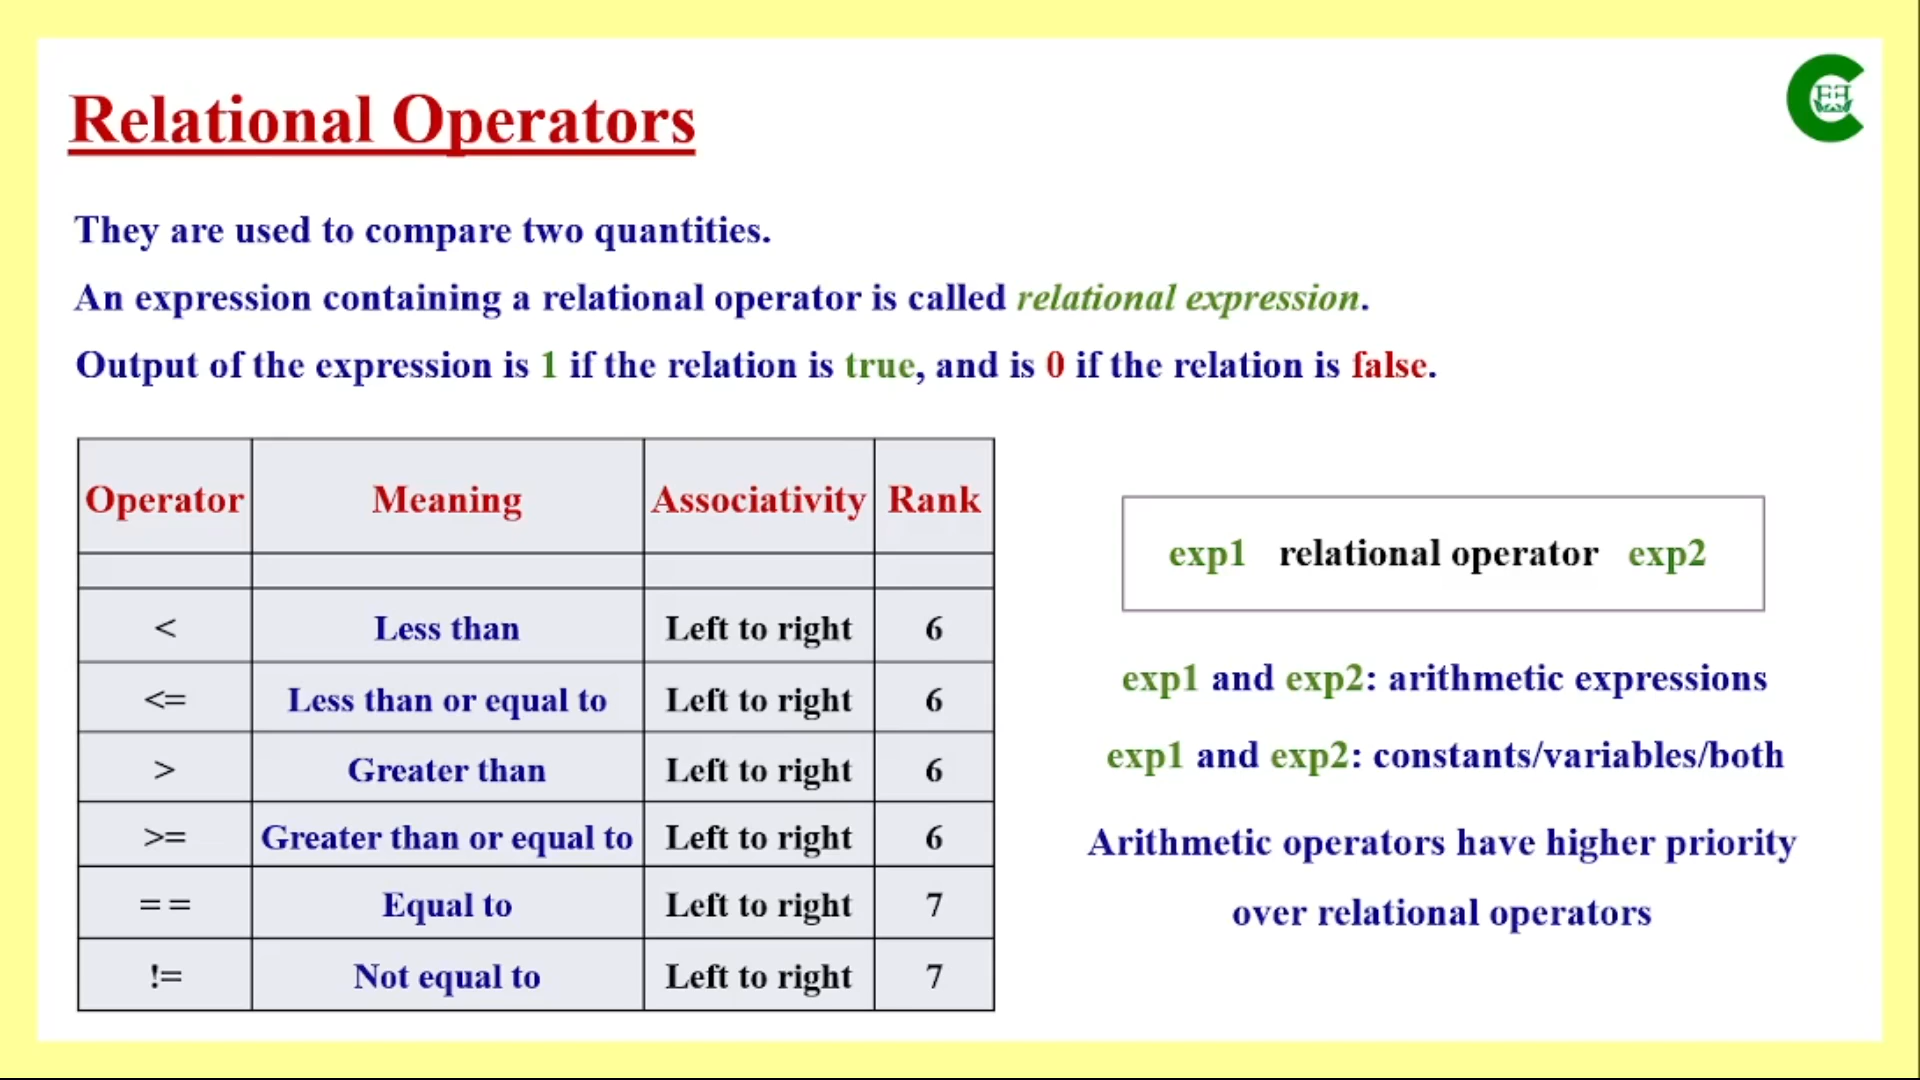 Relational Operators
They are used to compare two quantities.
An expression containing a relational operator is called relational expression.
Output of the expression is 1 if the relation is true, and is 0 if the relation is false.
Operator Meaning Associativity Rank
< Less than Left to right 6
<= Less than or equal to Left to right 6
> Greater than Left to right 6
>= Greater than or equal to Left to right 6
= = Equal to Left to right 7
!= Not equal to Left to right 7
exp1 relational operator exp2
exp1 and exp2: arithmetic expressions
exp1 and exp2: constants/variables/both
Arithmetic operators have higher priority
over relational operators